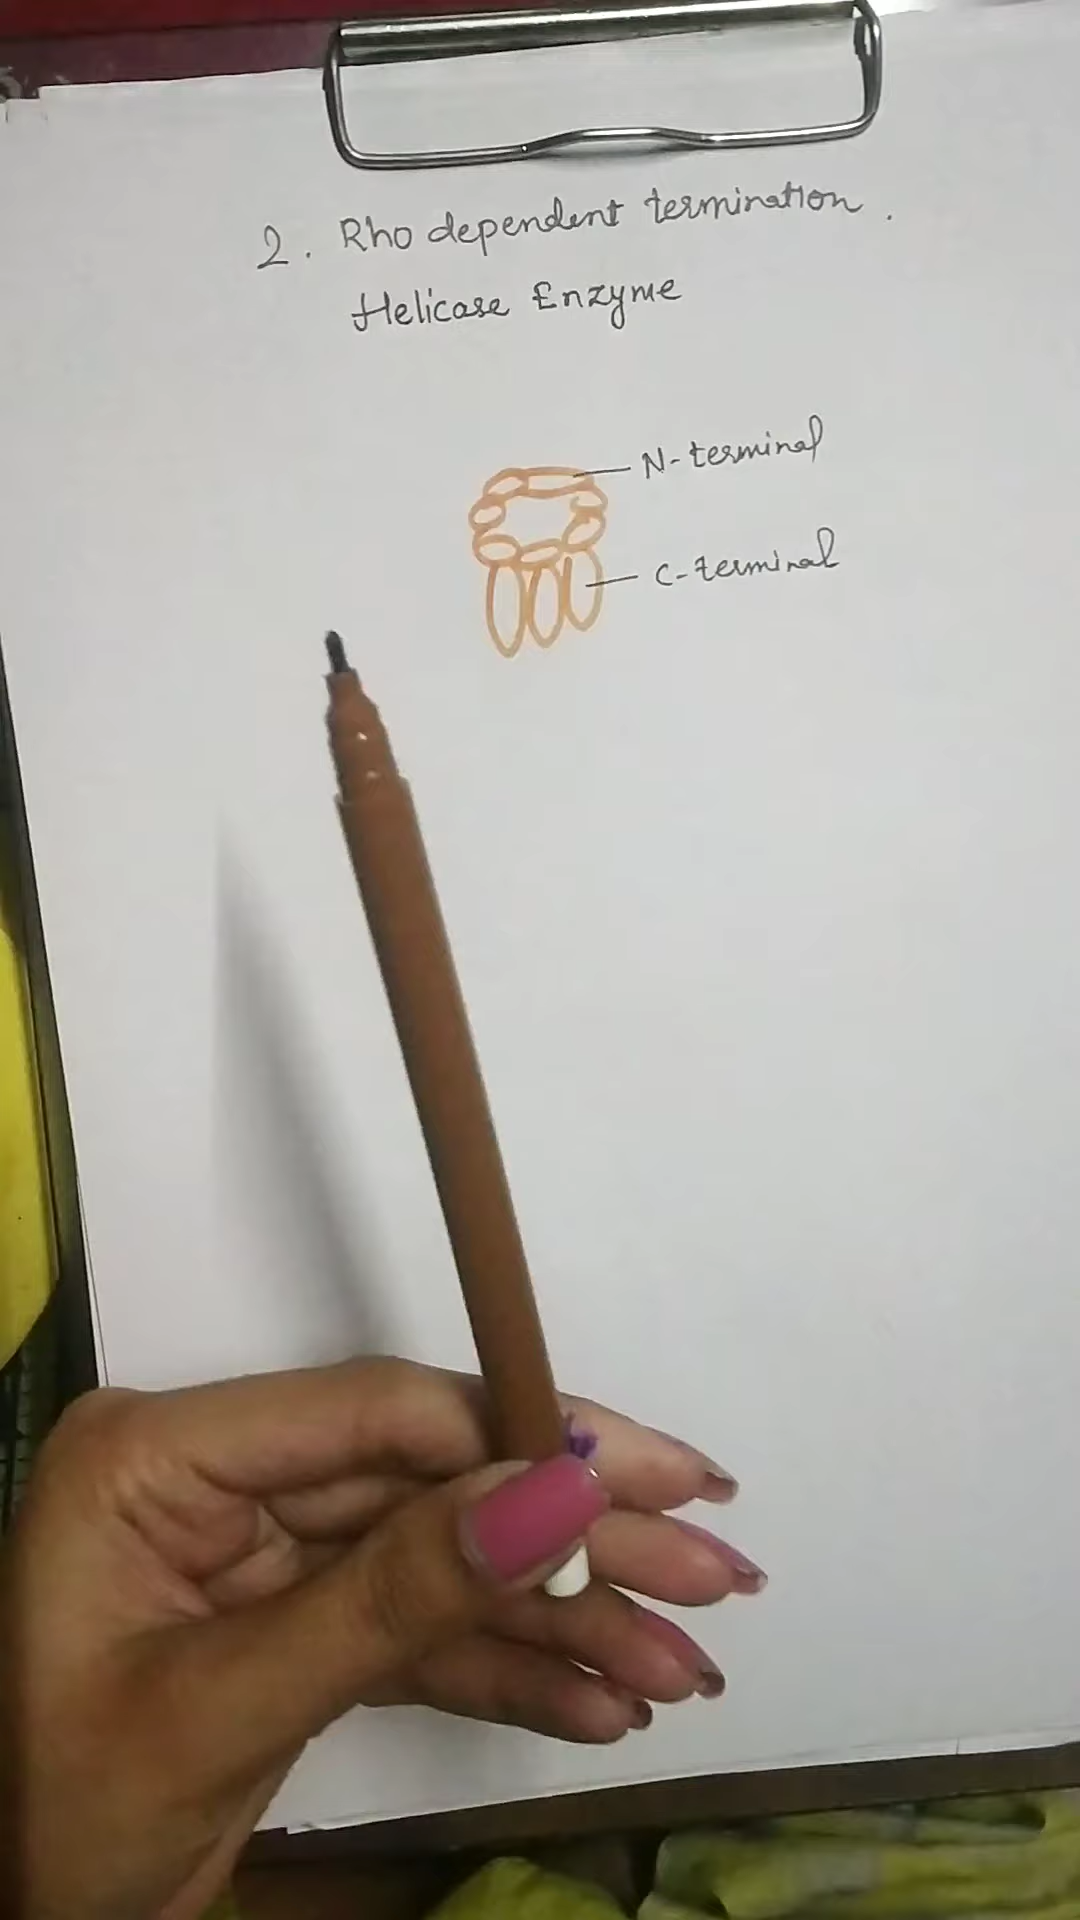 2. Rho dependent termination.
Helicase Enzyme
N-terminal
C-terminal